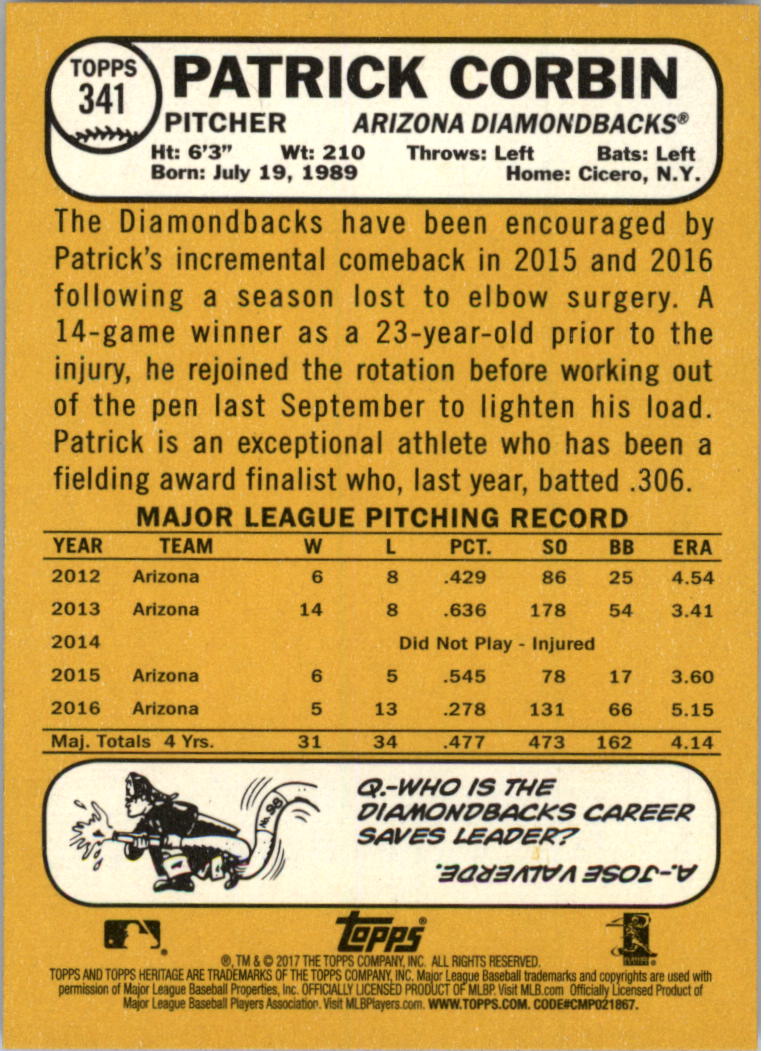 TOPPS
341
PATRICK CORBIN
PITCHER ARIZONA DIAMONDBACKS®
Ht: 6'3" Wt: 210 Throws: Left Bats: Left
Born: July 19, 1989 Home: Cicero, N.Y.
The Diamondbacks have been encouraged by
Patrick's incremental comeback in 2015 and 2016
following a season lost to elbow surgery. A
14-game winner as a 23-year-old prior to the
injury, he rejoined the rotation before working out
of the pen last September to lighten his load.
Patrick is an exceptional athlete who has been a
fielding award finalist who, last year, batted .306.
MAJOR LEAGUE PITCHING RECORD
YEAR TEAM W L PCT. SO BB ERA
2012 Arizona 6 8 .429 86 25 4.54
2013 Arizona 14 8 .636 178 54 3.41
2014 Did Not Play - Injured
2015 Arizona 6 5 .545 78 17 3.60
2016 Arizona 5 13 .278 131 66 5.15
Maj. Totals 4 Yrs. 31 34 .477 473 162 4.14
No. 98
Q.-WHO IS THE
DIAMONDBACKS CAREER
SAVES LEADER?
A.-JOSE VALVERDE.
TOPPS®
®, TM & © 2017 THE TOPPS COMPANY, INC. ALL RIGHTS RESERVED.
TOPPS AND TOPPS HERITAGE ARE TRADEMARKS OF THE TOPPS COMPANY, INC. Major League Baseball trademarks and copyrights are used with
permission of Major League Baseball Properties, Inc. OFFICIALLY LICENSED PRODUCT OF MLBP. Visit MLB.com Officially Licensed Product of
Major League Baseball Players Association. Visit MLBPlayers.com. WWW.TOPPS.COM. CODE#CMP021867.